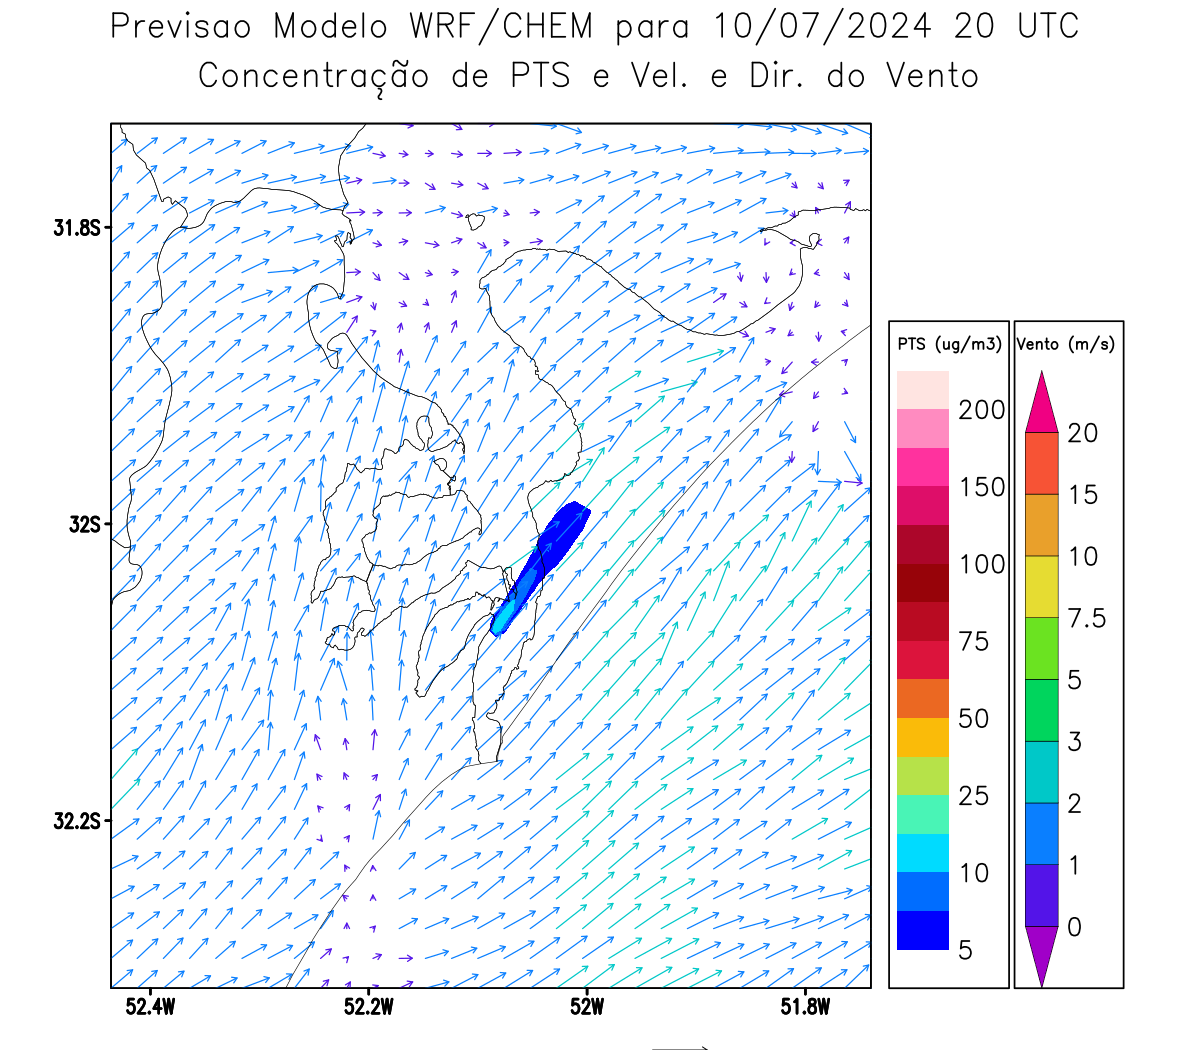 Previsao Modelo WRF/CHEM para 10/07/2024 20 UTC
Concentração de PTS e Vel. e Dir. do Vento
31.8S
32S
32.2S
52.4W 52.2W 52W 51.8W
PTS (ug/m3)
200
150
100
75
50
25
10
5
Vento (m/s)
20
15
10
7.5
5
3
2
1
0